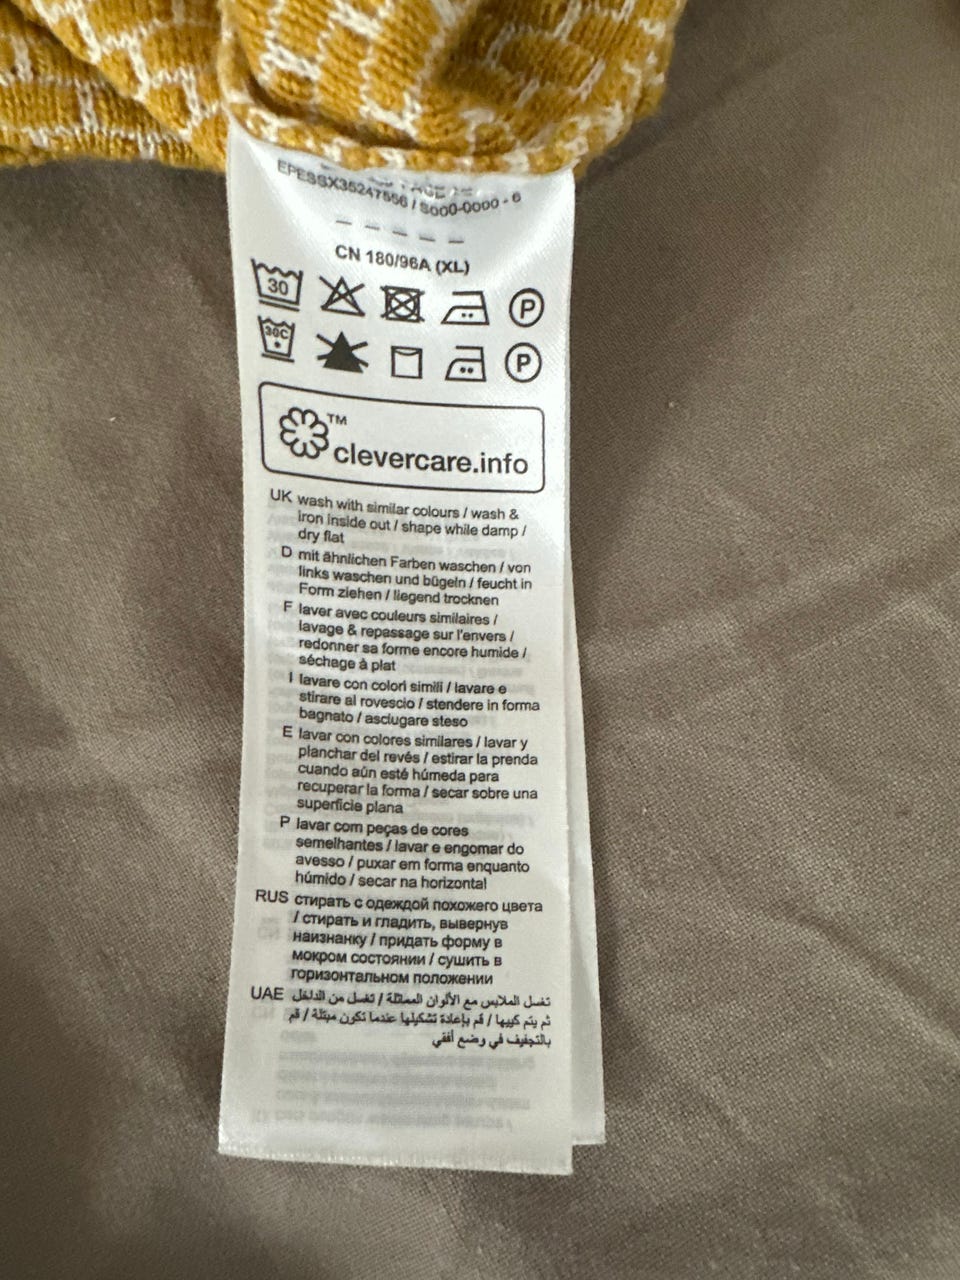 EPESSX35247556 / S000-0000 - 6
CN 180/96A (XL)
30 P
30C P
TM
clevercare.info
UK wash with similar colours / wash &
iron inside out / shape while damp /
dry flat
D mit ähnlichen Farben waschen / von
links waschen und bügeln / feucht in
Form ziehen / liegend trocknen
F laver avec couleurs similaires /
lavage & repassage sur l'envers /
redonner sa forme encore humide /
séchage à plat
I lavare con colori simili / lavare e
stirare al rovescio / stendere in forma
bagnato / asciugare steso
E lavar con colores similares / lavar y
planchar del revés / estirar la prenda
cuando aún esté húmeda para
recuperar la forma / secar sobre una
superficie plana
P lavar com peças de cores
semelhantes / lavar e engomar do
avesso / puxar em forma enquanto
húmido / secar na horizontal
RUS стирать с одеждой похожего цвета
/ стирать и гладить, вывернув
наизнанку / придать форму в
мокром состоянии / сушить в
горизонтальном положении
UAE تغسل الملابس مع الألوان المماثلة / تغسل من الداخل
ثم يتم كييها / قم بإعادة تشكيلها عندما تكون مبتلة / قم
بالتجفيف في وضع أفقي